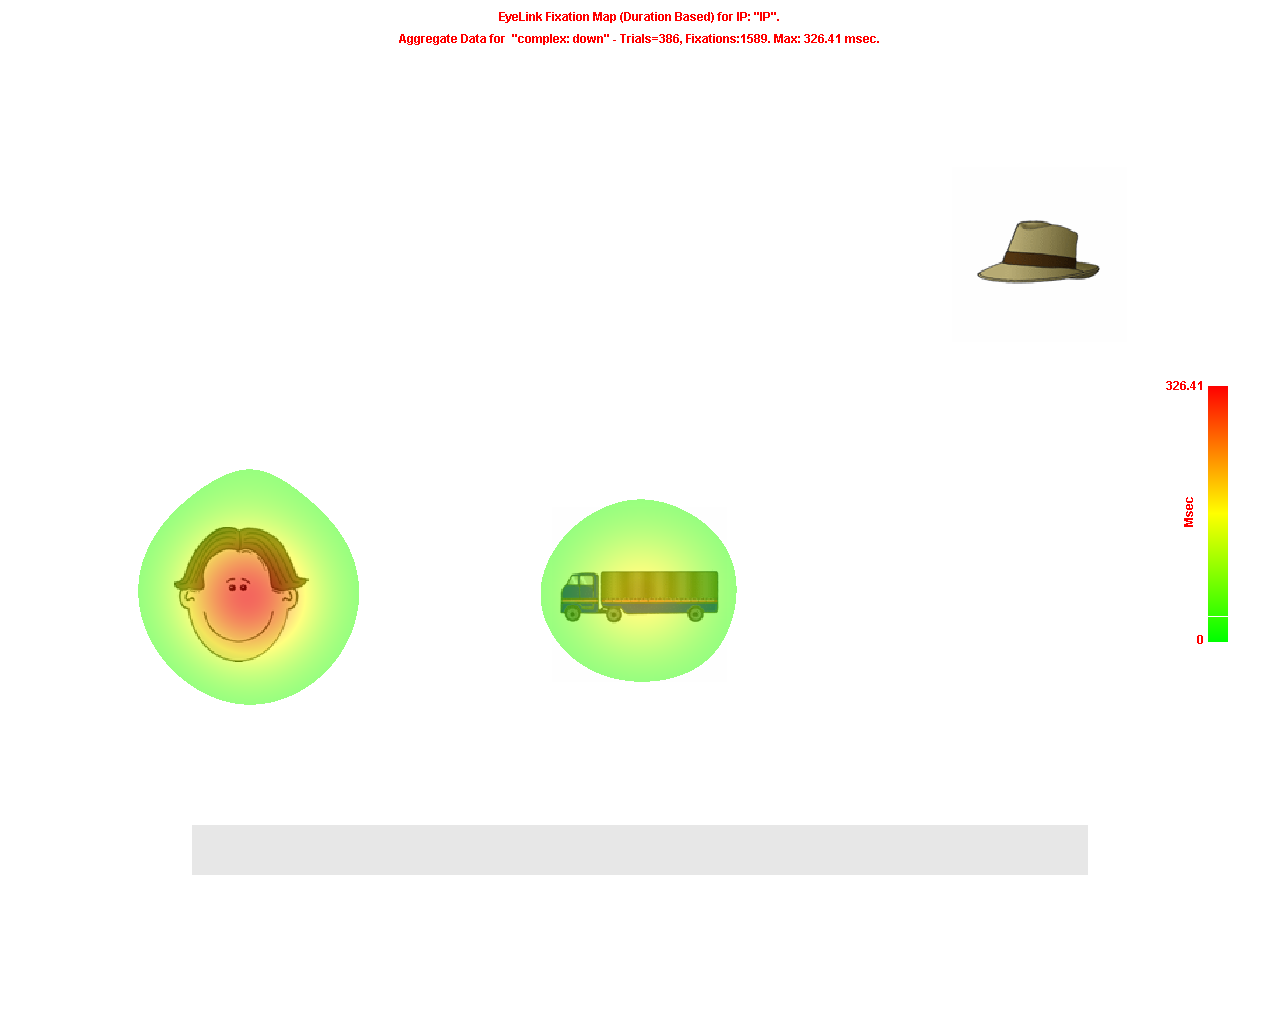 EyeLink Fixation Map (Duration Based) for IP: "IP".
Aggregate Data for  "complex: down" - Trials=386, Fixations:1589. Max: 326.41 msec.
326.41
Msec
0